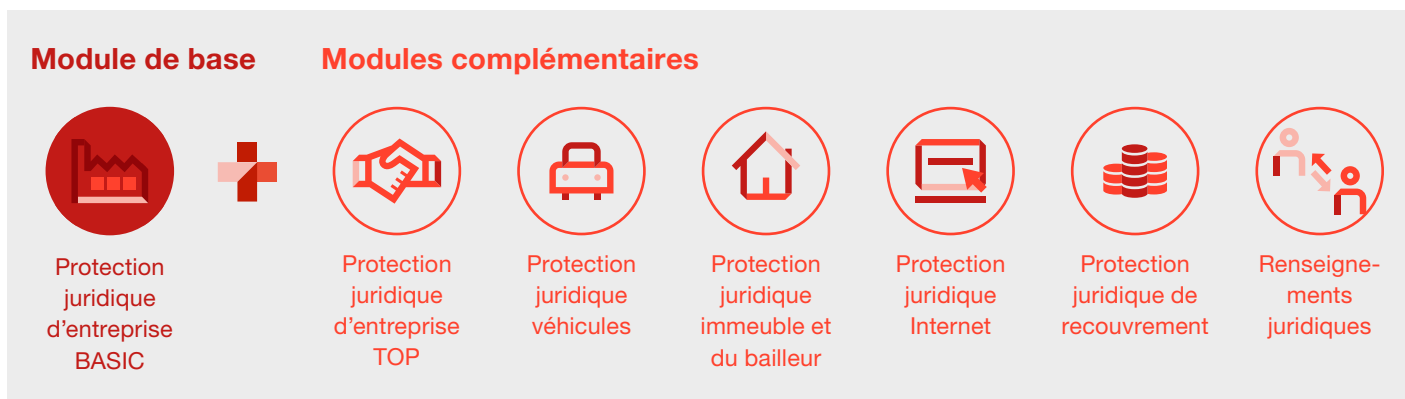 Module de base
Modules complémentaires
Protection
juridique
d’entreprise
BASIC
Protection
juridique
d’entreprise
TOP
Protection
juridique
véhicules
Protection
juridique
immeuble et
du bailleur
Protection
juridique
Internet
Protection
juridique de
recouvrement
Renseigne-
ments
juridiques